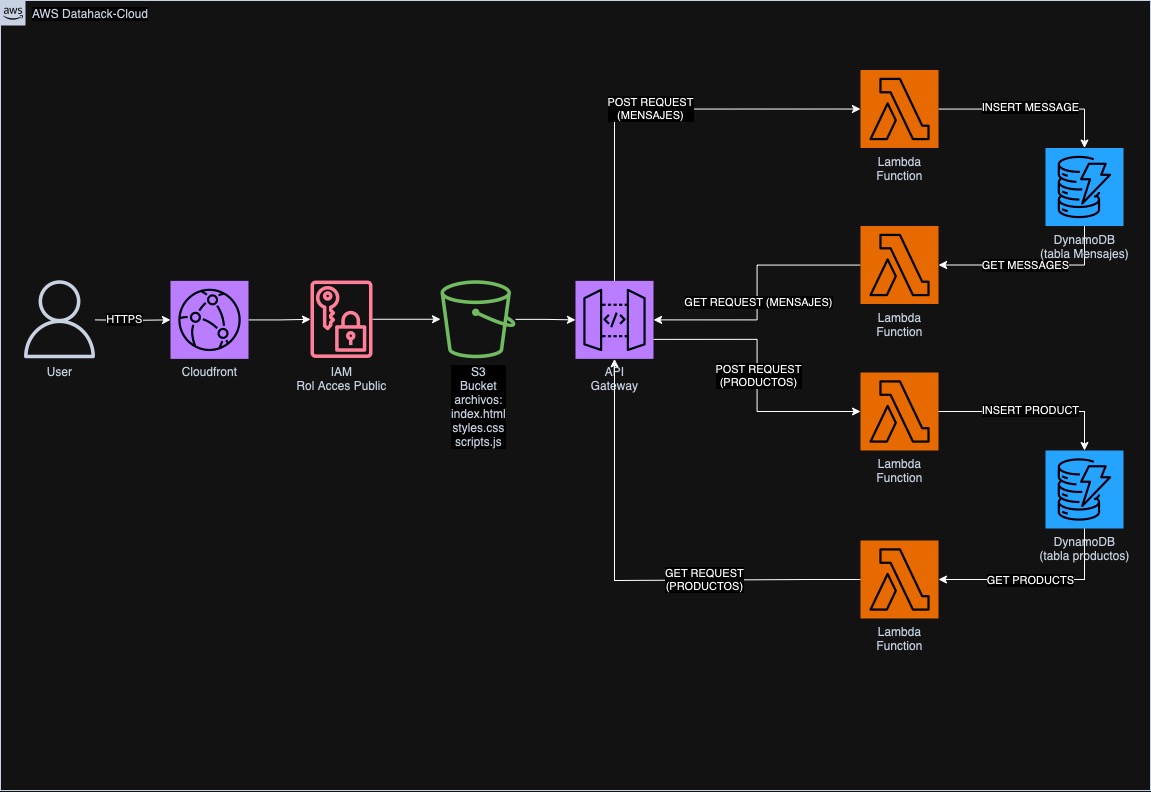 aws
AWS Datahack-Cloud
POST REQUEST
(MENSAJES)
INSERT MESSAGE
Lambda
Function
DynamoDB
(tabla Mensajes)
GET MESSAGES
GET REQUEST (MENSAJES)
Lambda
Function
HTTPS
User
Cloudfront
IAM
Rol Acces Public
S3
Bucket
archivos:
index.html
styles.css
scripts.js
</>
API
Gateway
POST REQUEST
(PRODUCTOS)
INSERT PRODUCT
Lambda
Function
DynamoDB
(tabla productos)
GET PRODUCTS
GET REQUEST
(PRODUCTOS)
Lambda
Function